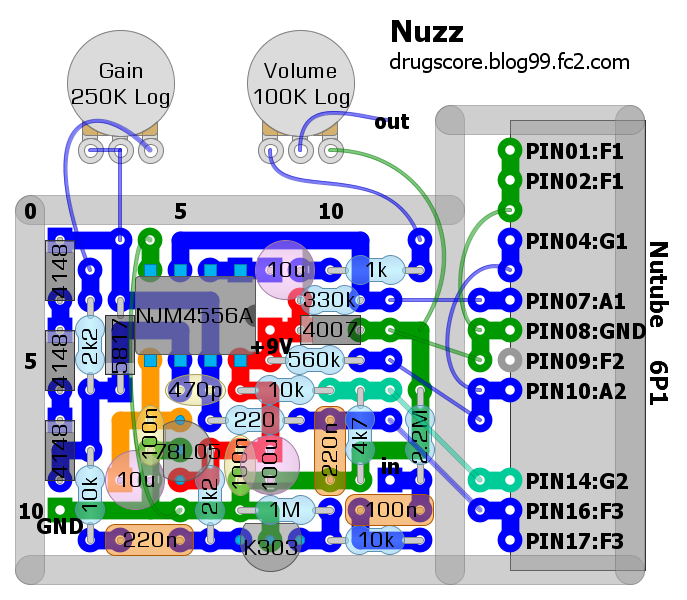 Nuzz
drugscore.blog99.fc2.com
Gain
250K Log
Volume
100K Log
out
PIN01:F1
PIN02:F1
0
5
10
PIN04:G1
4148
10u
1k
Nutube 6P1
330k
PIN07:A1
NJM4556A
4007
PIN08:GND
+9V
2k2
5817
5
4148
560k
PIN09:F2
470p
10k
PIN10:A2
100n
220
2.2M
4148
78L05
100n
100u
220n
4k7
in
10u
PIN14:G2
10k
2k2
10
GND
1M
100n
PIN16:F3
220n
K303
10k
PIN17:F3